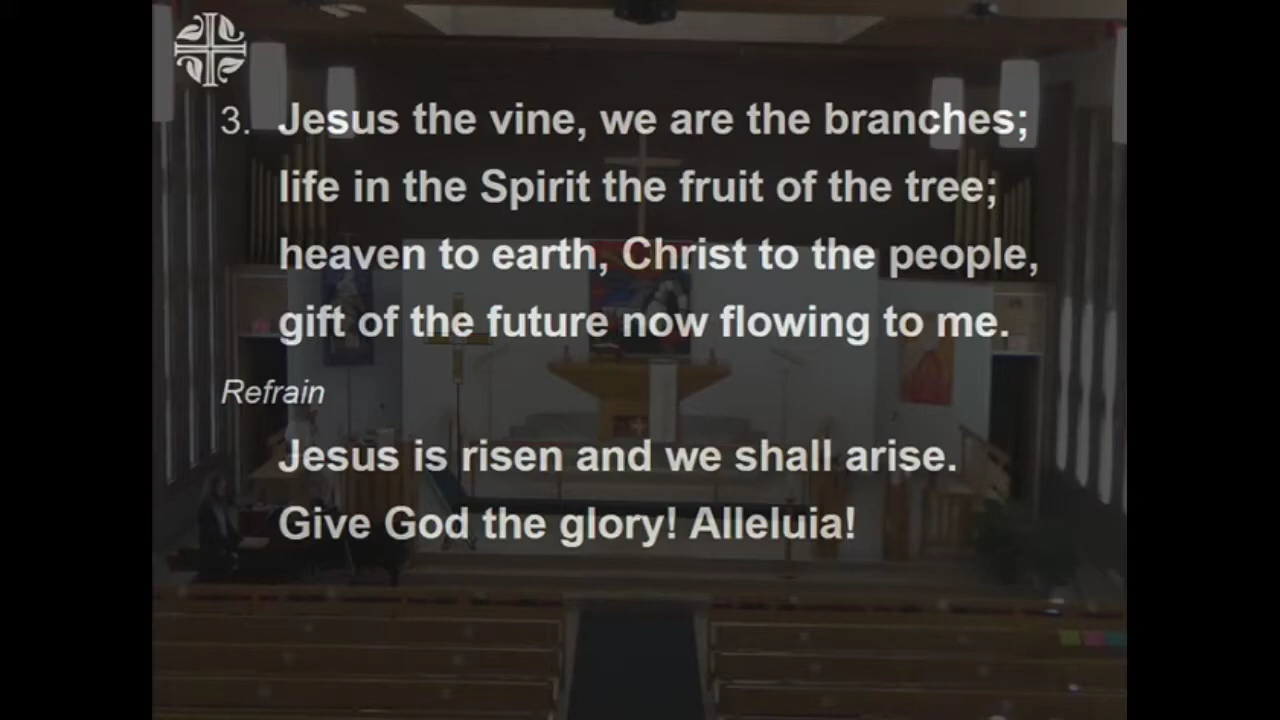 3. Jesus the vine, we are the branches;
life in the Spirit the fruit of the tree;
heaven to earth, Christ to the people,
gift of the future now flowing to me.
Refrain
Jesus is risen and we shall arise.
Give God the glory! Alleluia!